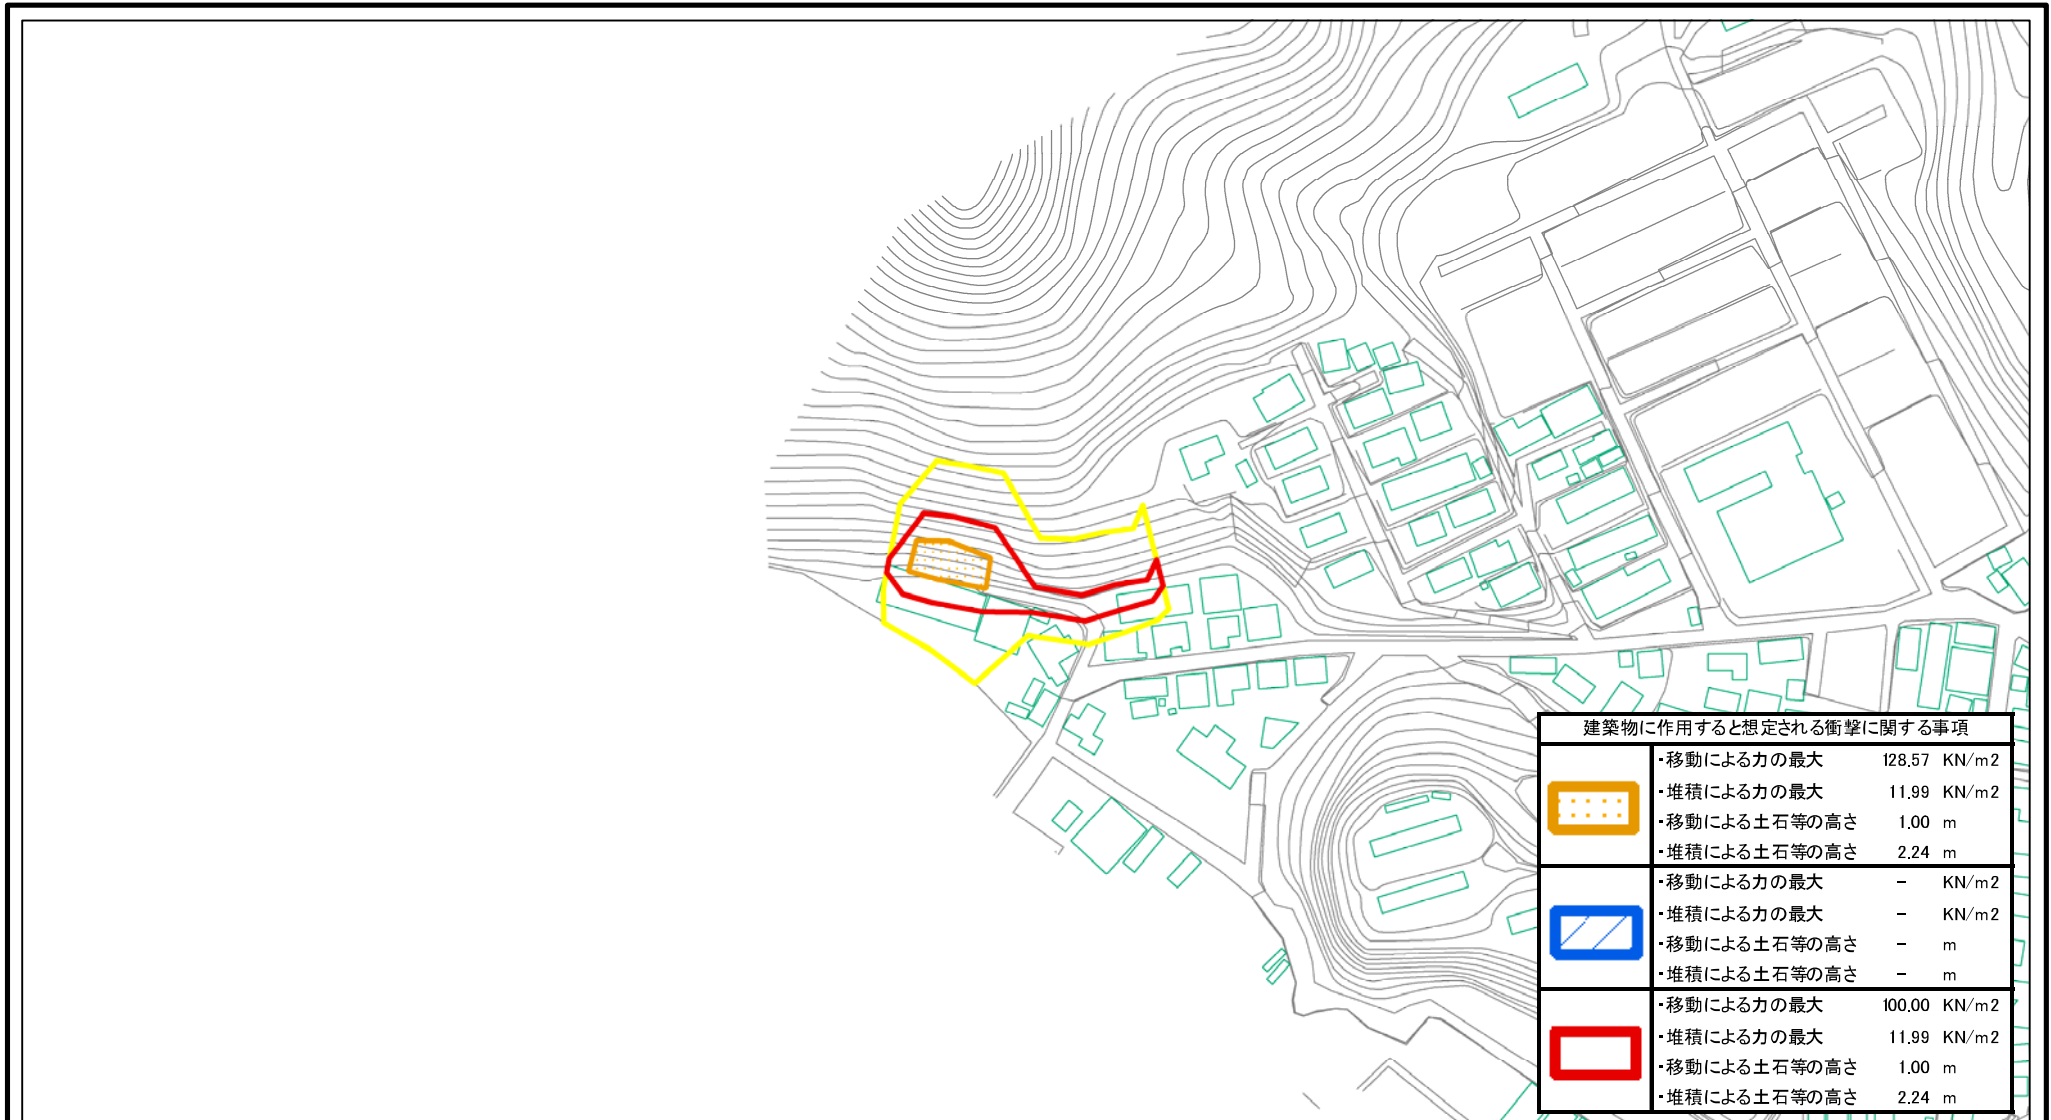 建築物に作用すると想定される衝撃に関する事項
・移動による力の最大 128.57 KN/m2
・堆積による力の最大 11.99 KN/m2
・移動による土石等の高さ 1.00 m
・堆積による土石等の高さ 2.24 m
・移動による力の最大 - KN/m2
・堆積による力の最大 - KN/m2
・移動による土石等の高さ - m
・堆積による土石等の高さ - m
・移動による力の最大 100.00 KN/m2
・堆積による力の最大 11.99 KN/m2
・移動による土石等の高さ 1.00 m
・堆積による土石等の高さ 2.24 m